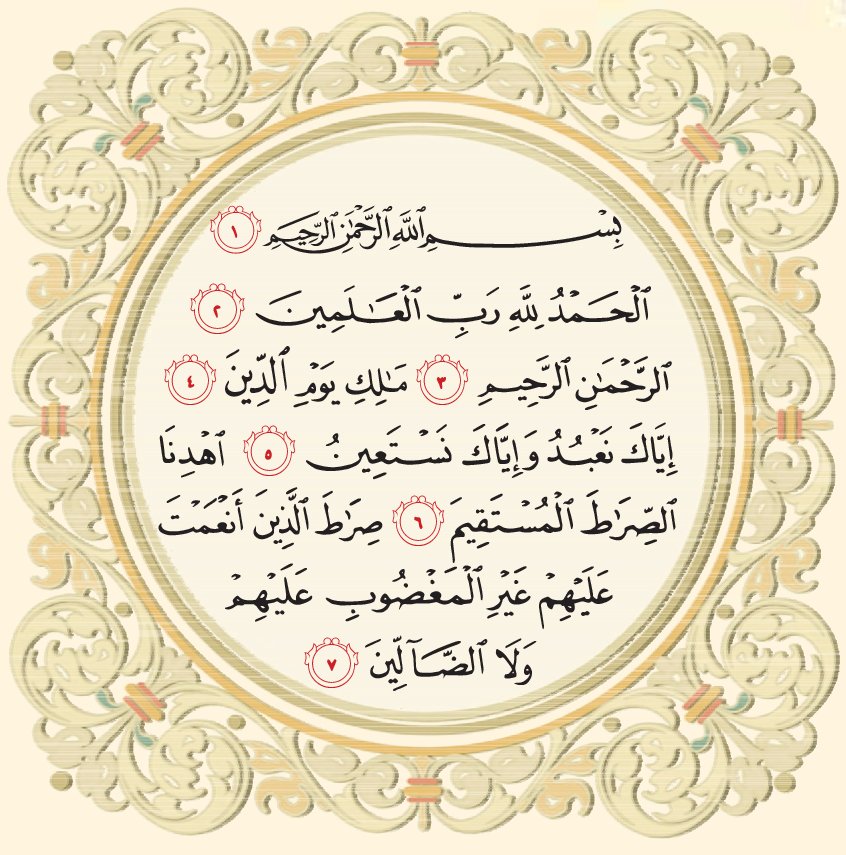 بِسْمِ ٱللَّهِ ٱلرَّحْمَٰنِ ٱلرَّحِيمِ ١
ٱلْحَمْدُ لِلَّهِ رَبِّ ٱلْعَٰلَمِينَ ٢
ٱلرَّحْمَٰنِ ٱلرَّحِيمِ ٣ مَٰلِكِ يَوْمِ ٱلدِّينِ ٤
إِيَّاكَ نَعْبُدُ وَإِيَّاكَ نَسْتَعِينُ ٥ ٱهْدِنَا
ٱلصِّرَٰطَ ٱلْمُسْتَقِيمَ ٦ صِرَٰطَ ٱلَّذِينَ أَنْعَمْتَ
عَلَيْهِمْ غَيْرِ ٱلْمَغْضُوبِ عَلَيْهِمْ
وَلَا ٱلضَّآلِّينَ ٧